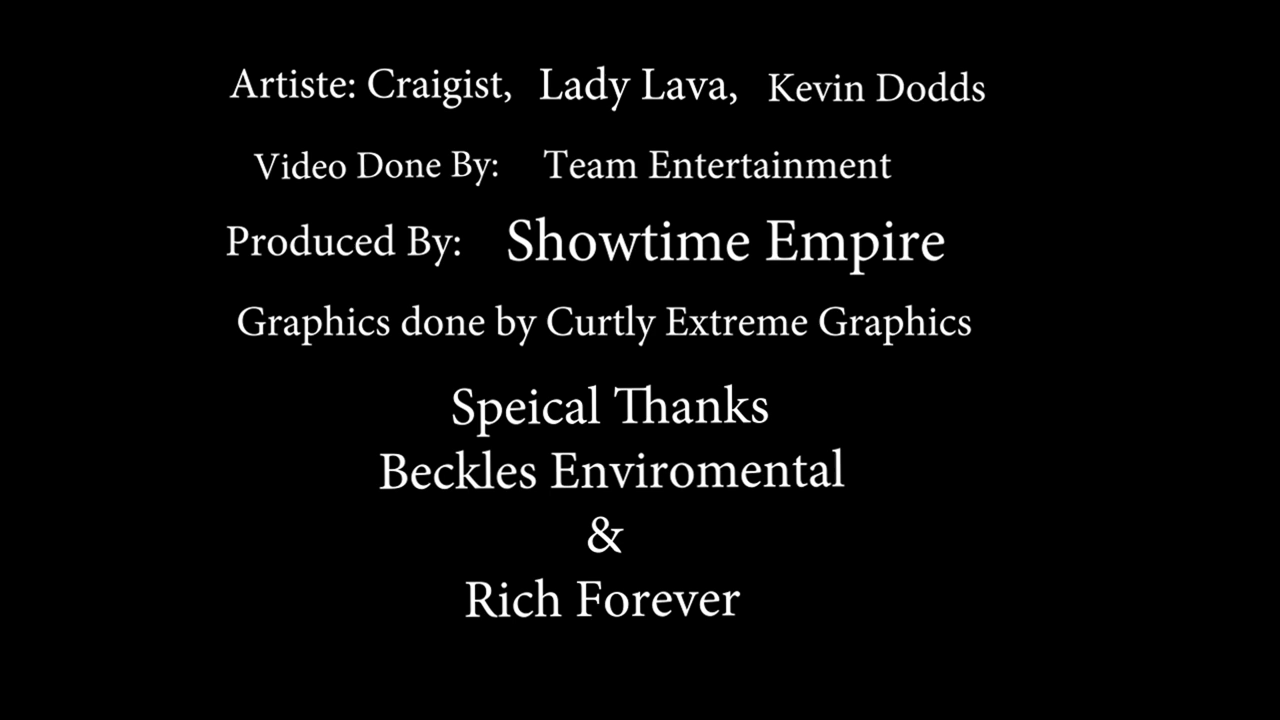 Artiste: Craigist, Lady Lava, Kevin Dodds
Video Done By: Team Entertainment
Produced By: Showtime Empire
Graphics done by Curtly Extreme Graphics
Speical Thanks
Beckles Enviromental
&
Rich Forever